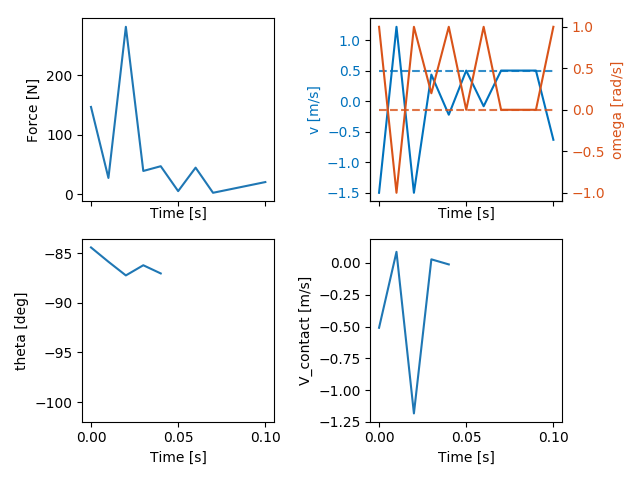 200
100
0
Force [N]
Time [s]
1.0
0.5
0.0
−0.5
−1.0
−1.5
v [m/s]
1.0
0.5
0.0
−0.5
−1.0
omega [rad/s]
Time [s]
−85
−90
−95
−100
theta [deg]
0.00 0.05 0.10
Time [s]
0.00
−0.25
−0.50
−0.75
−1.00
−1.25
V_contact [m/s]
0.00 0.05 0.10
Time [s]